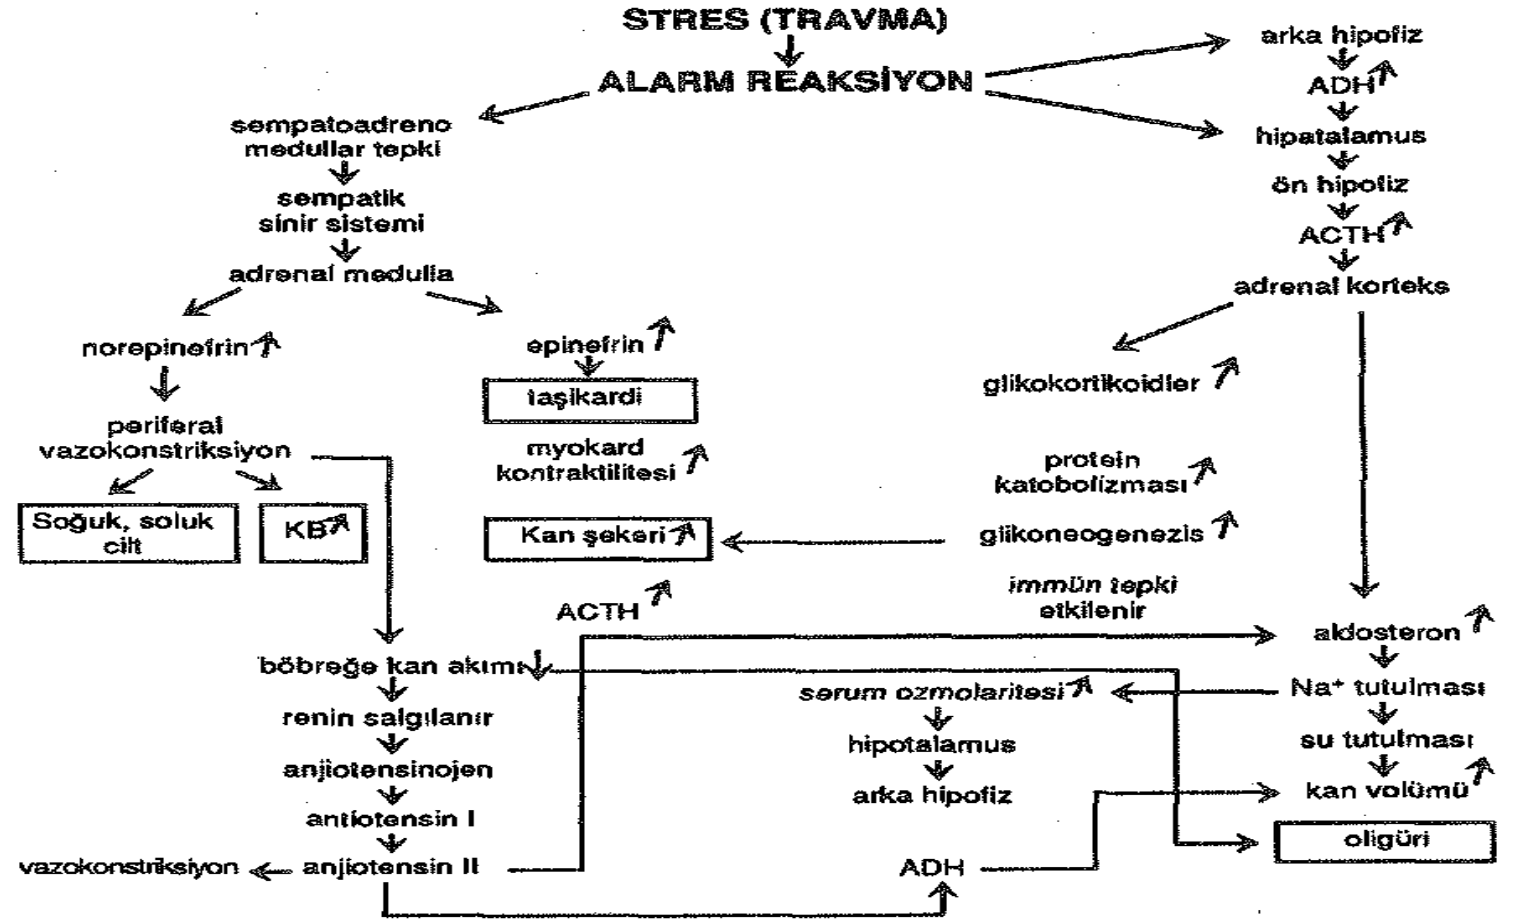 STRES (TRAVMA)
ALARM REAKSİYON
sempatoadreno
medullar tepki
sempatik
sinir sistemi
adrenal medulla
norepinefrin
periferal
vazokonstriksiyon
Soğuk, soluk
cilt
KB
epinefrin
taşikardi
myokard
kontraktilitesi
Kan şekeri
ACTH
böbreğe kan akımı
renin salgılanır
anjiotensinojen
antiotensin I
anjiotensin II
vazokonstriksiyon
arka hipofiz
ADH
hipatalamus
ön hipofiz
ACTH
adrenal korteks
glikokortikoidler
protein
katobolizması
glikoneogenezis
immün tepki
etkilenir
aldosteron
Na+ tutulması
su tutulması
kan volümü
oligüri
serum ozmolaritesi
hipotalamus
arka hipofiz
ADH